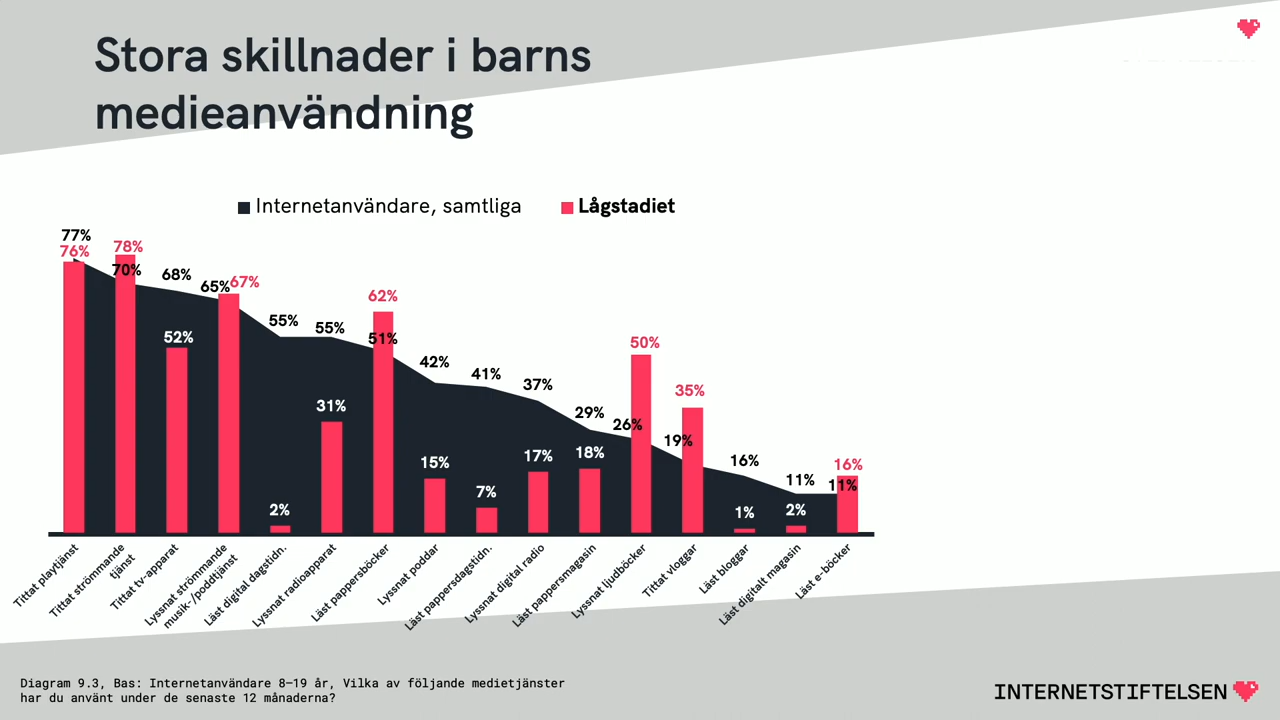 Stora skillnader i barns
medieanvändning
Internetanvändare, samtliga
Lågstadiet
77%
76%
78%
70%
68%
52%
65%
67%
55%
2%
55%
31%
62%
51%
42%
15%
41%
7%
37%
17%
29%
18%
26%
50%
35%
19%
16%
1%
11%
2%
16%
11%
Tittat playtjänst
Tittat strömmande
tjänst
Tittat tv-apparat
Lyssnat strömmande
musik-/poddtjänst
Läst digital dagstidn.
Lyssnat radioapparat
Läst pappersböcker
Lyssnat poddar
Läst pappersdagstidn.
Lyssnat digital radio
Läst pappersmagasin
Lyssnat ljudböcker
Tittat vloggar
Läst bloggar
Läst digitalt magasin
Läst e-böcker
Diagram 9.3, Bas: Internetanvändare 8–19 år, Vilka av följande medietjänster
har du använt under de senaste 12 månaderna?
INTERNETSTIFTELSEN